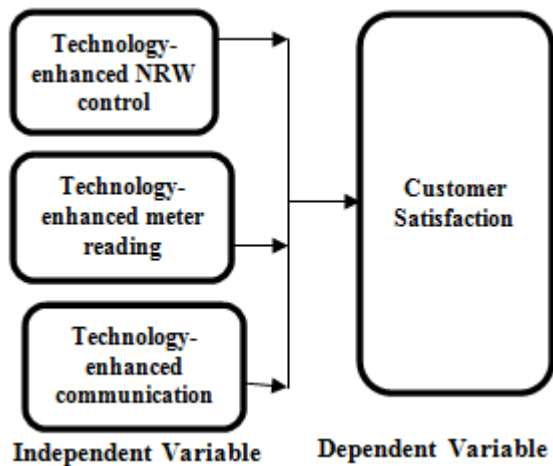 Technology-
enhanced NRW
control
Technology-
enhanced meter
reading
Technology-
enhanced
communication
Customer
Satisfaction
Independent Variable
Dependent Variable